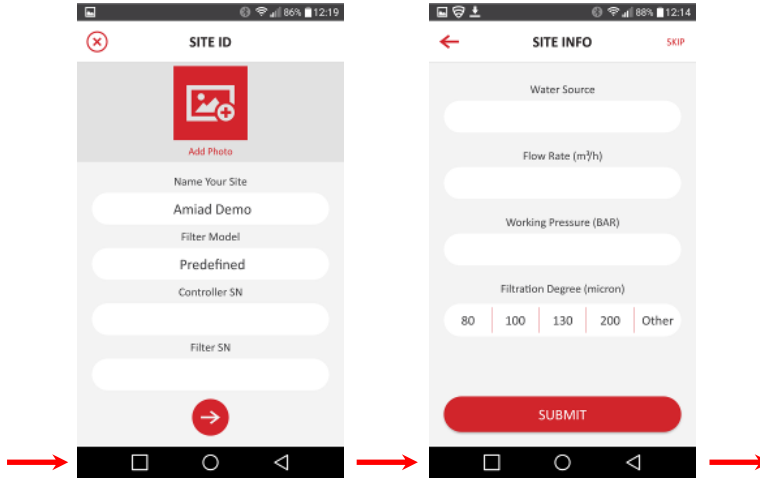 86% 12:19
SITE ID
Add Photo
Name Your Site
Amiad Demo
Filter Model
Predefined
Controller SN
Filter SN
88% 12:14
SITE INFO SKIP
Water Source
Flow Rate (m³/h)
Working Pressure (BAR)
Filtration Degree (micron)
80 100 130 200 Other
SUBMIT